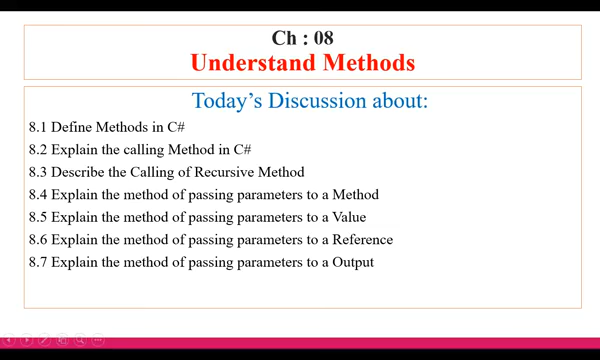 Ch : 08
Understand Methods
Today's Discussion about:
8.1 Define Methods in C#
8.2 Explain the calling Method in C#
8.3 Describe the Calling of Recursive Method
8.4 Explain the method of passing parameters to a Method
8.5 Explain the method of passing parameters to a Value
8.6 Explain the method of passing parameters to a Reference
8.7 Explain the method of passing parameters to a Output